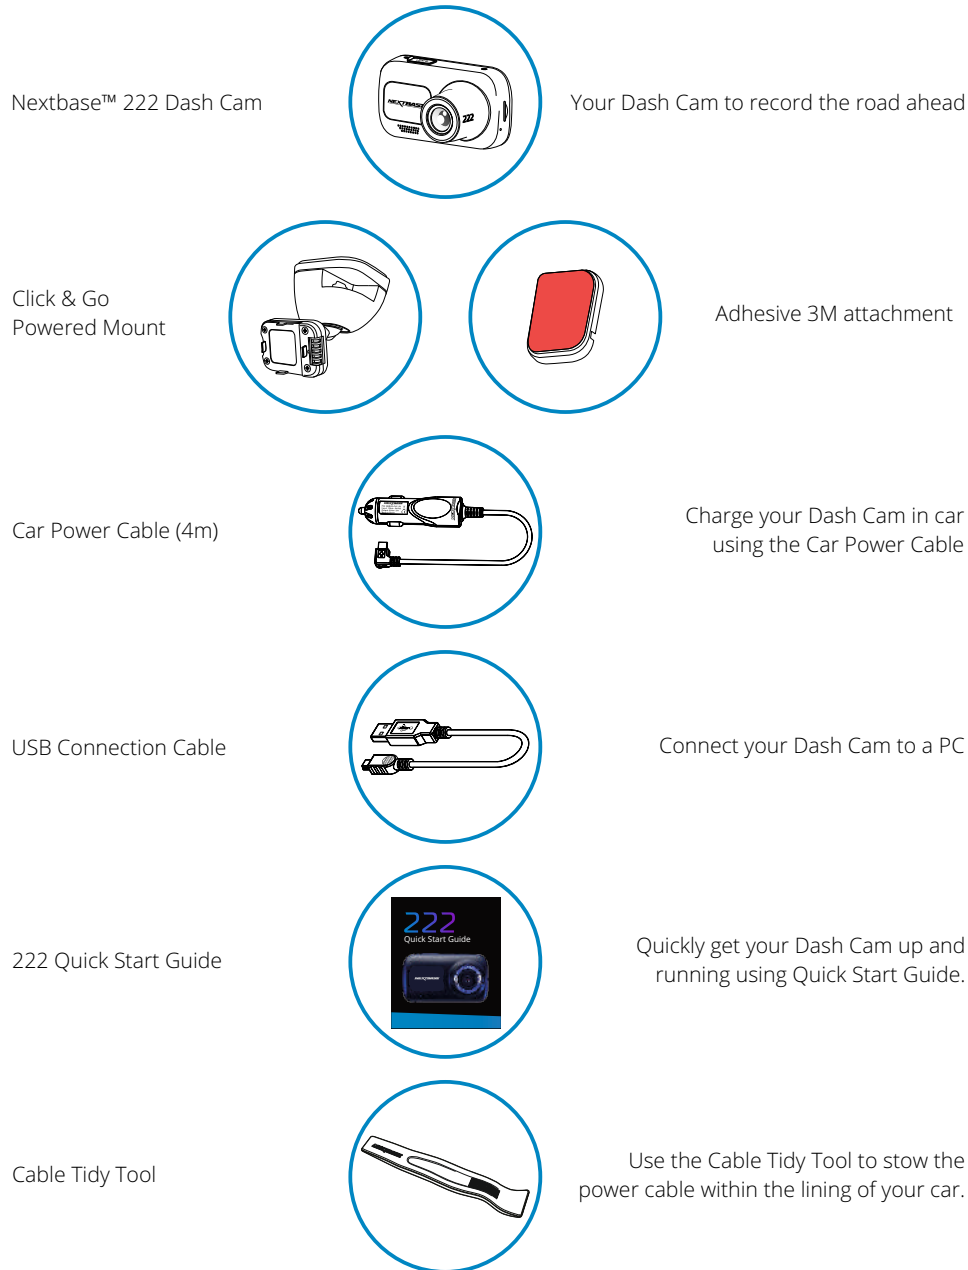 Nextbase™ 222 Dash Cam
NEXTBASE
222
Your Dash Cam to record the road ahead
Click & Go
Powered Mount
Adhesive 3M attachment
Car Power Cable (4m)
Charge your Dash Cam in car
using the Car Power Cable
USB Connection Cable
Connect your Dash Cam to a PC
222 Quick Start Guide
222
Quick Start Guide
NEXTBASE
Quickly get your Dash Cam up and
running using Quick Start Guide.
Cable Tidy Tool
Use the Cable Tidy Tool to stow the
power cable within the lining of your car.